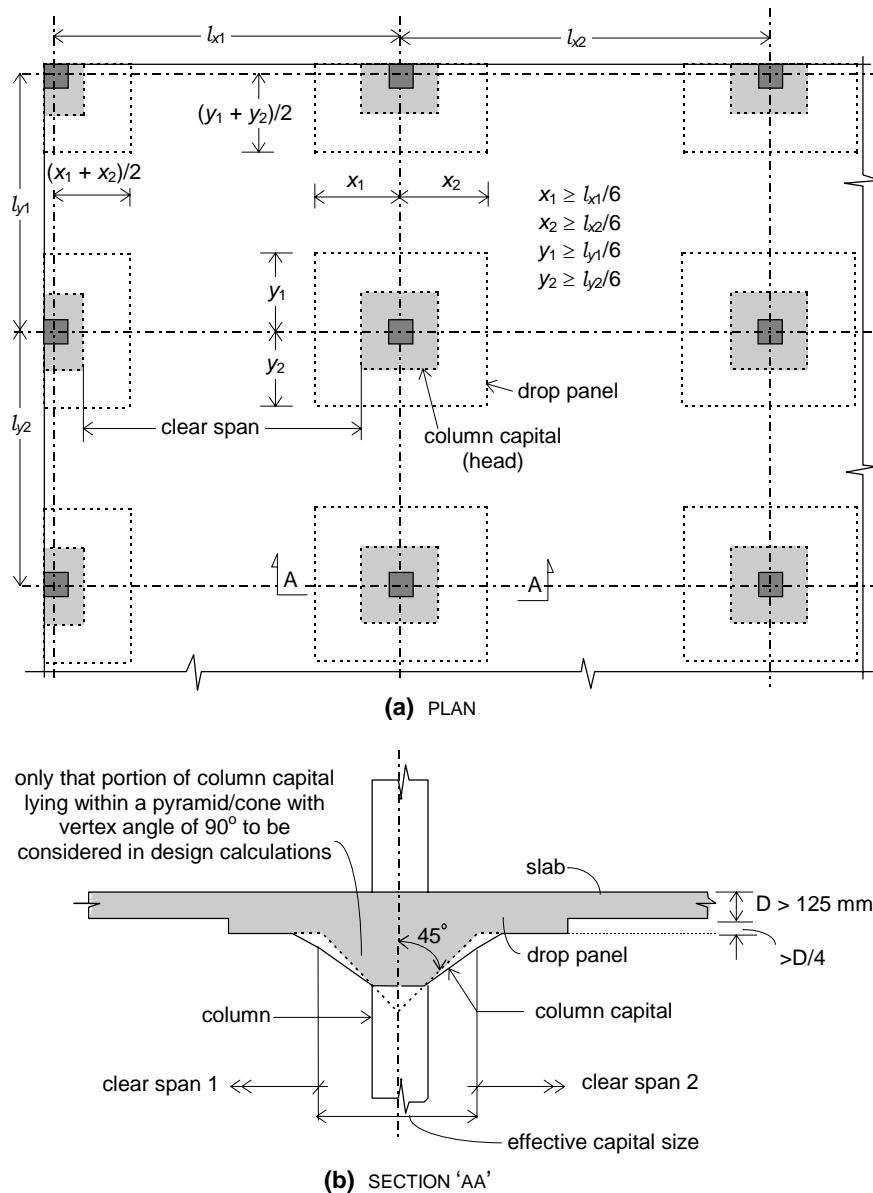 lx1
lx2
(y1 + y2)/2
(x1 + x2)/2
x1
x2
x1 ≥ lx1/6
x2 ≥ lx2/6
y1 ≥ ly1/6
y2 ≥ ly2/6
ly1
y1
y2
drop panel
ly2
clear span
column capital
(head)
A
A
(a) PLAN
only that portion of column capital
lying within a pyramid/cone with
vertex angle of 90o to be
considered in design calculations
slab
D > 125 mm
45°
drop panel
>D/4
column
column capital
clear span 1
clear span 2
effective capital size
(b) SECTION ‘AA’